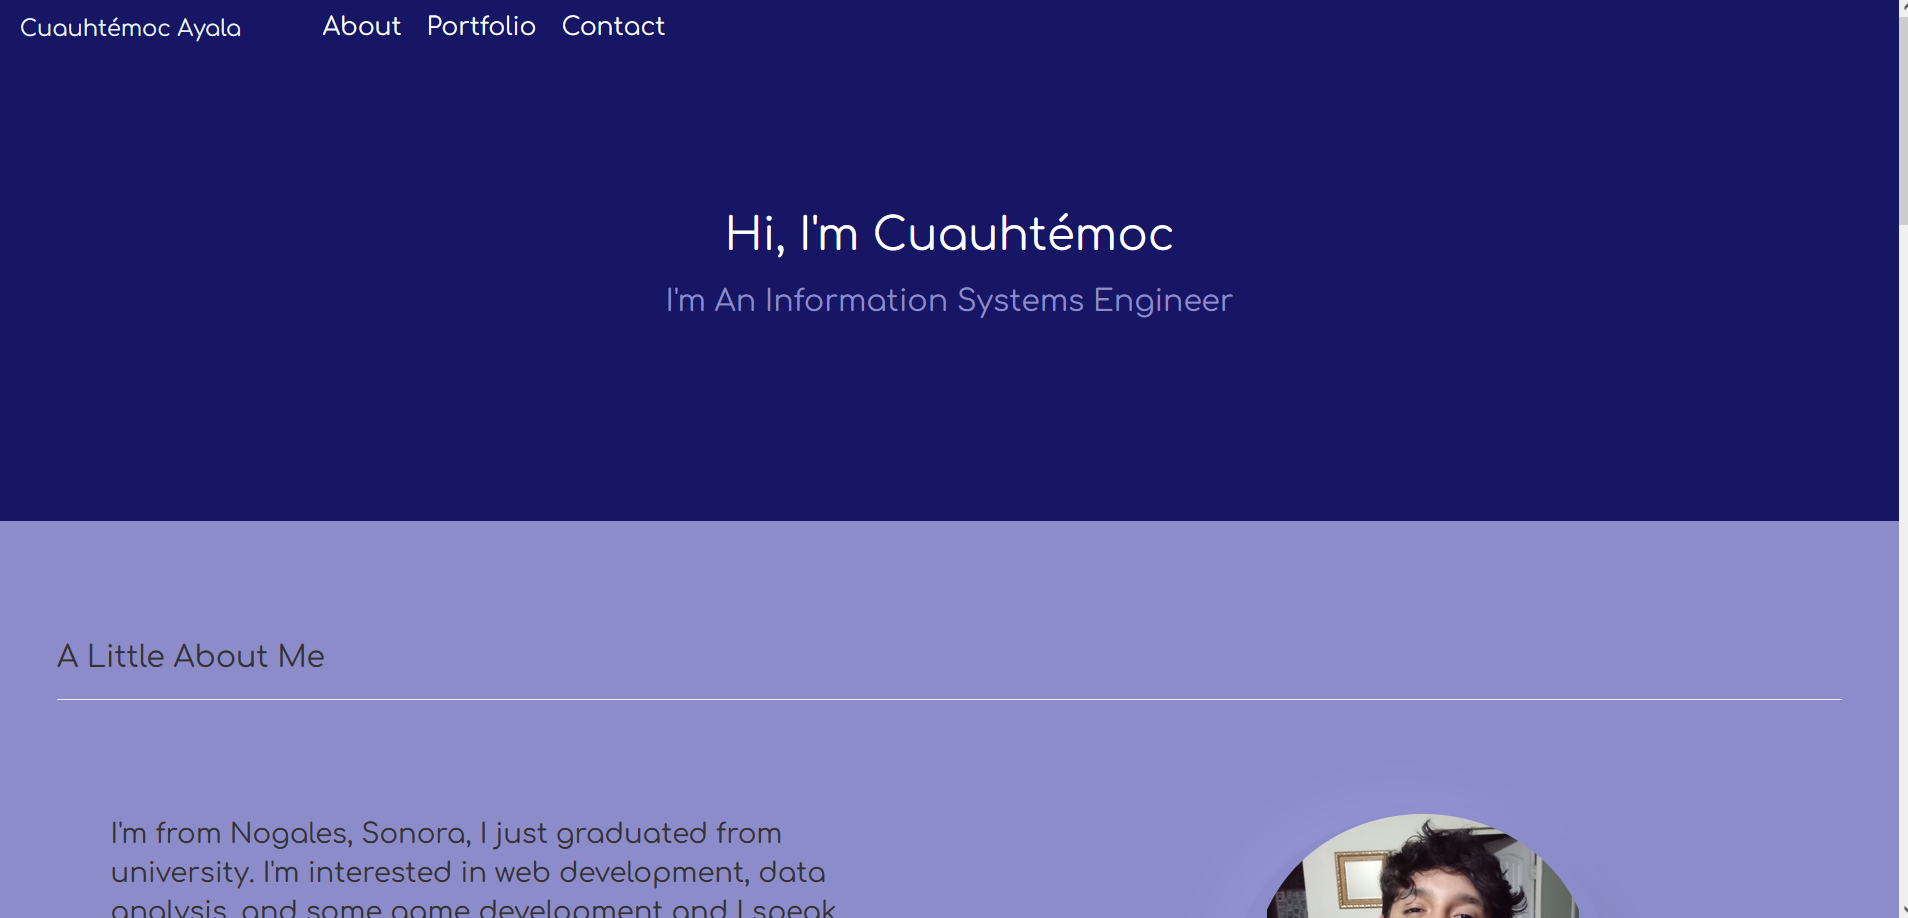 Cuauhtémoc Ayala About Portfolio Contact
Hi, I'm Cuauhtémoc
I'm An Information Systems Engineer
A Little About Me
I'm from Nogales, Sonora, I just graduated from
university. I'm interested in web development, data
analysis, and some game development and I speak